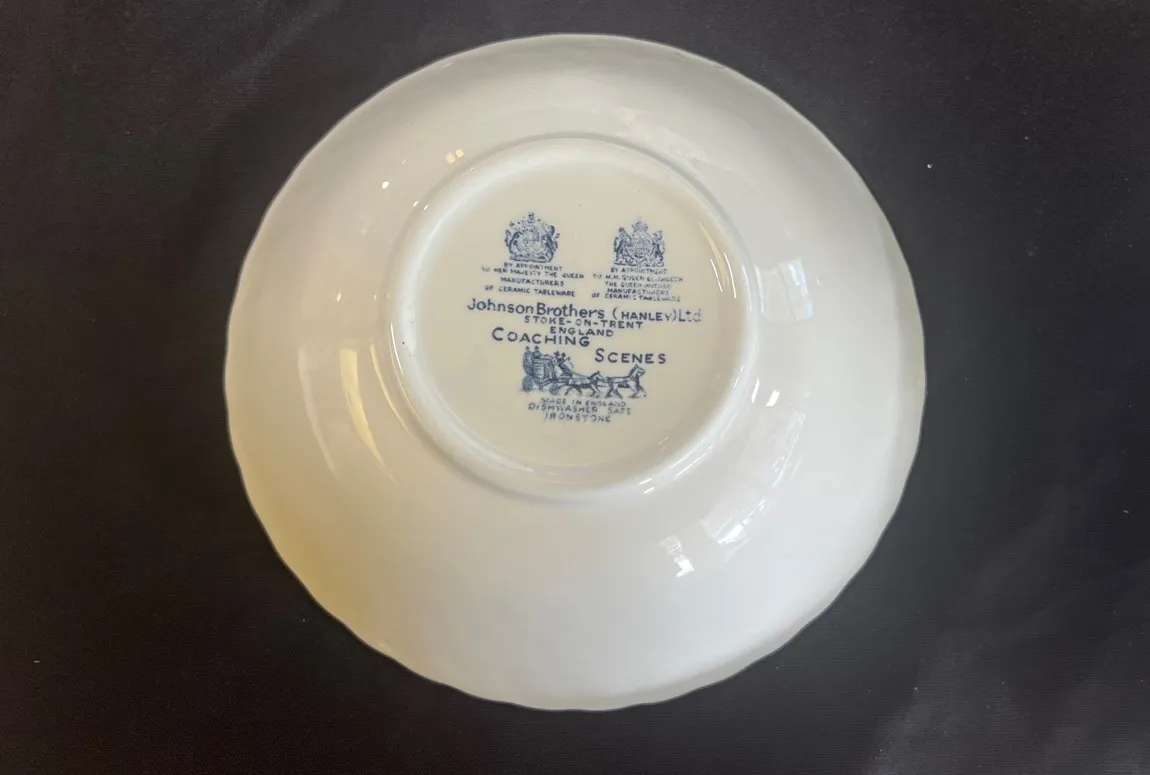 BY APPOINTMENT
TO HER MAJESTY THE QUEEN
MANUFACTURERS
OF CERAMIC TABLEWARE
BY APPOINTMENT
TO H.M. QUEEN ELIZABETH
THE QUEEN MOTHER
MANUFACTURERS
OF CERAMIC TABLEWARE
Johnson Brothers (HANLEY) Ltd
STOKE-ON-TRENT
ENGLAND
COACHING
SCENES
MADE IN ENGLAND
DISHWASHER SAFE
IRONSTONE